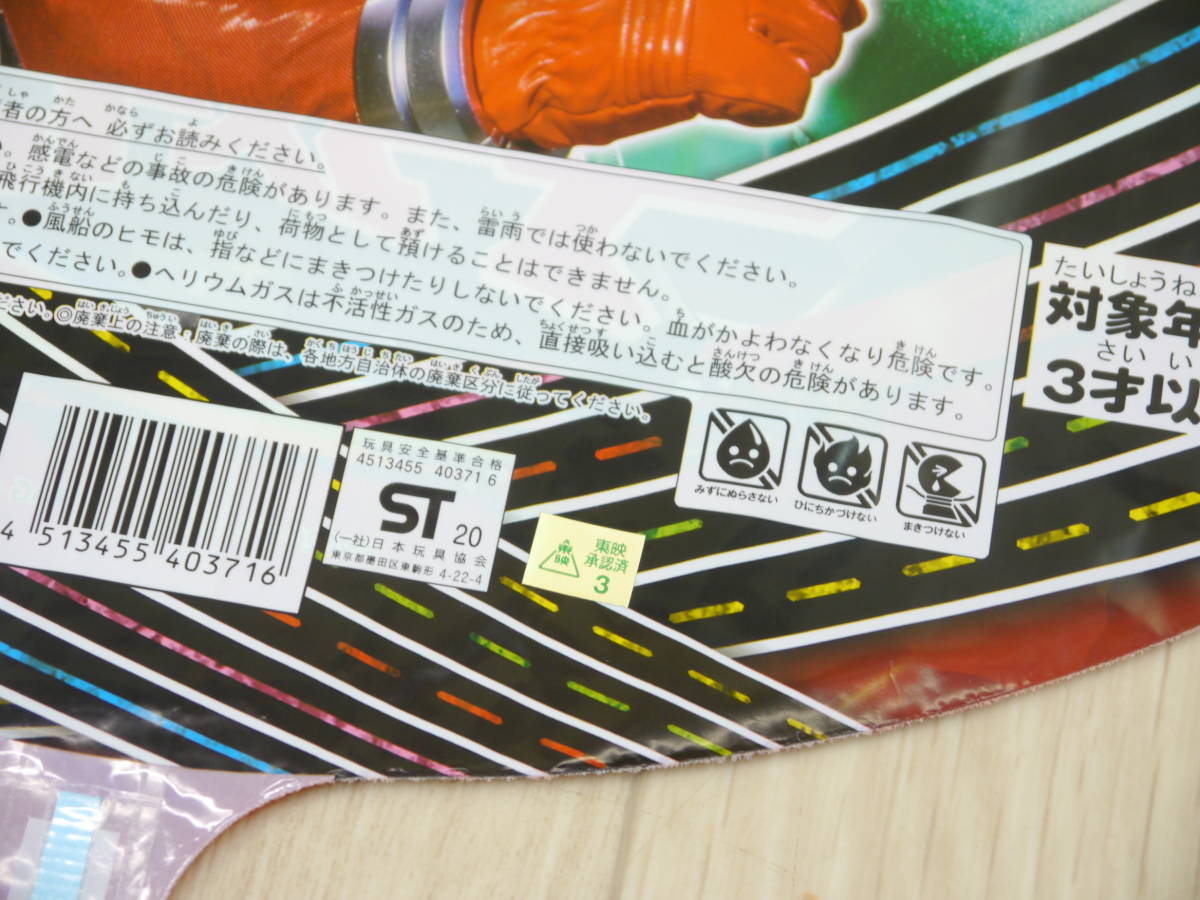 者の方へ 必ずお読みください。
い。感電などの事故の危険があります。また、雷雨では使わないでください。
飛行機内に持ち込んだり、荷物として預けることはできません。
す。●風船のヒモは、指などにまきつけたりしないでください。血がかよわなくなり危険です。
でください。●ヘリウムガスは不活性ガスのため、直接吸い込むと酸欠の危険があります。
ださい。◎廃棄上の注意：廃棄の際は、各地方自治体の廃棄区分に従ってください。
たいしょうね
対象年
さい い
3才以
みずにぬらさない
ひにちかづけない
まきつけない
4 513455 403716
玩具安全基準合格
4513455 40371 6
ST 20
(一社)日本玩具協会
東京都墨田区東駒形 4-22-4
東映
東映
承認済
3